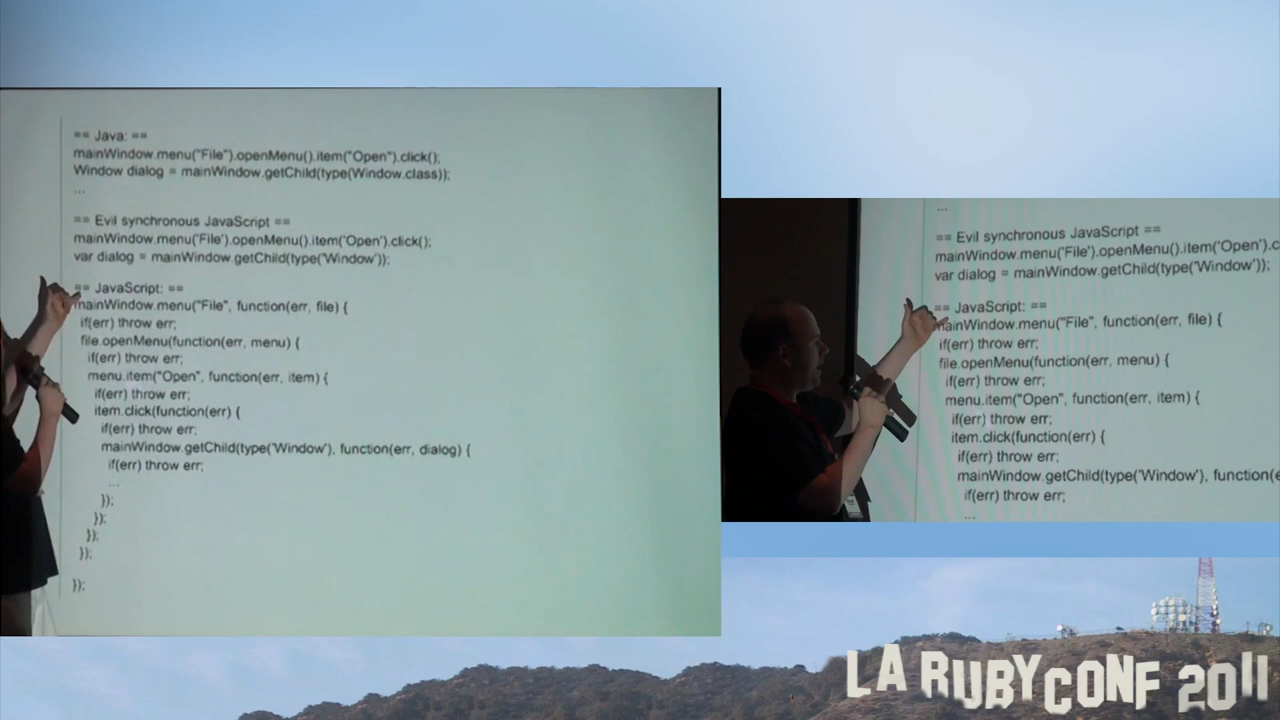 == Java: ==
mainWindow.menu("File").openMenu().item("Open").click();
Window dialog = mainWindow.getChild(type(Window.class));
...
== Evil synchronous JavaScript ==
mainWindow.menu('File').openMenu().item('Open').click();
var dialog = mainWindow.getChild(type('Window'));
== JavaScript: ==
mainWindow.menu("File", function(err, file) {
if(err) throw err;
file.openMenu(function(err, menu) {
if(err) throw err;
menu.item("Open", function(err, item) {
if(err) throw err;
item.click(function(err) {
if(err) throw err;
mainWindow.getChild(type('Window'), function(err, dialog) {
if(err) throw err;
...
});
});
});
});
});
...
== Evil synchronous JavaScript ==
mainWindow.menu('File').openMenu().item('Open').c
var dialog = mainWindow.getChild(type('Window'));
== JavaScript: ==
mainWindow.menu("File", function(err, file) {
if(err) throw err;
file.openMenu(function(err, menu) {
if(err) throw err;
menu.item("Open", function(err, item) {
if(err) throw err;
item.click(function(err) {
if(err) throw err;
mainWindow.getChild(type('Window'), function(e
if(err) throw err;
...
LA RUBYCONF 2011